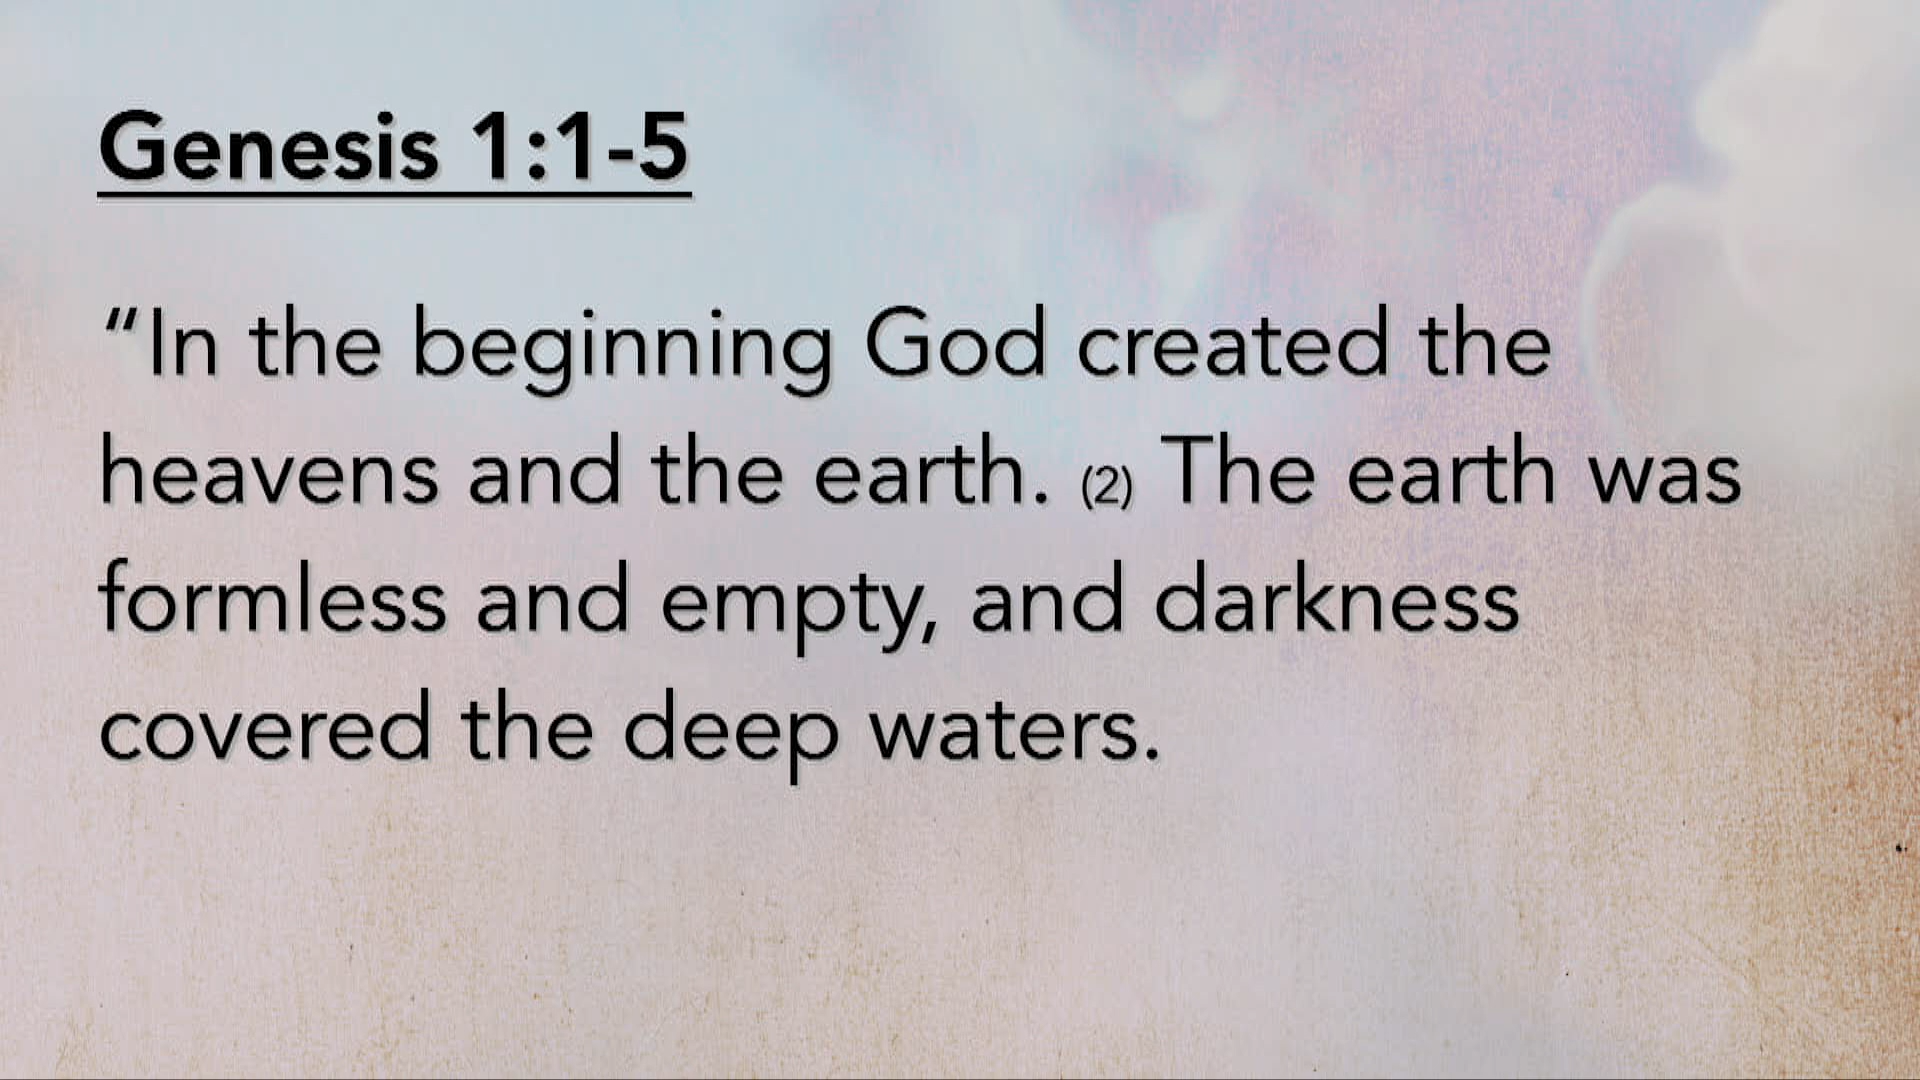 Genesis 1:1-5
“In the beginning God created the
heavens and the earth. (2) The earth was
formless and empty, and darkness
covered the deep waters.